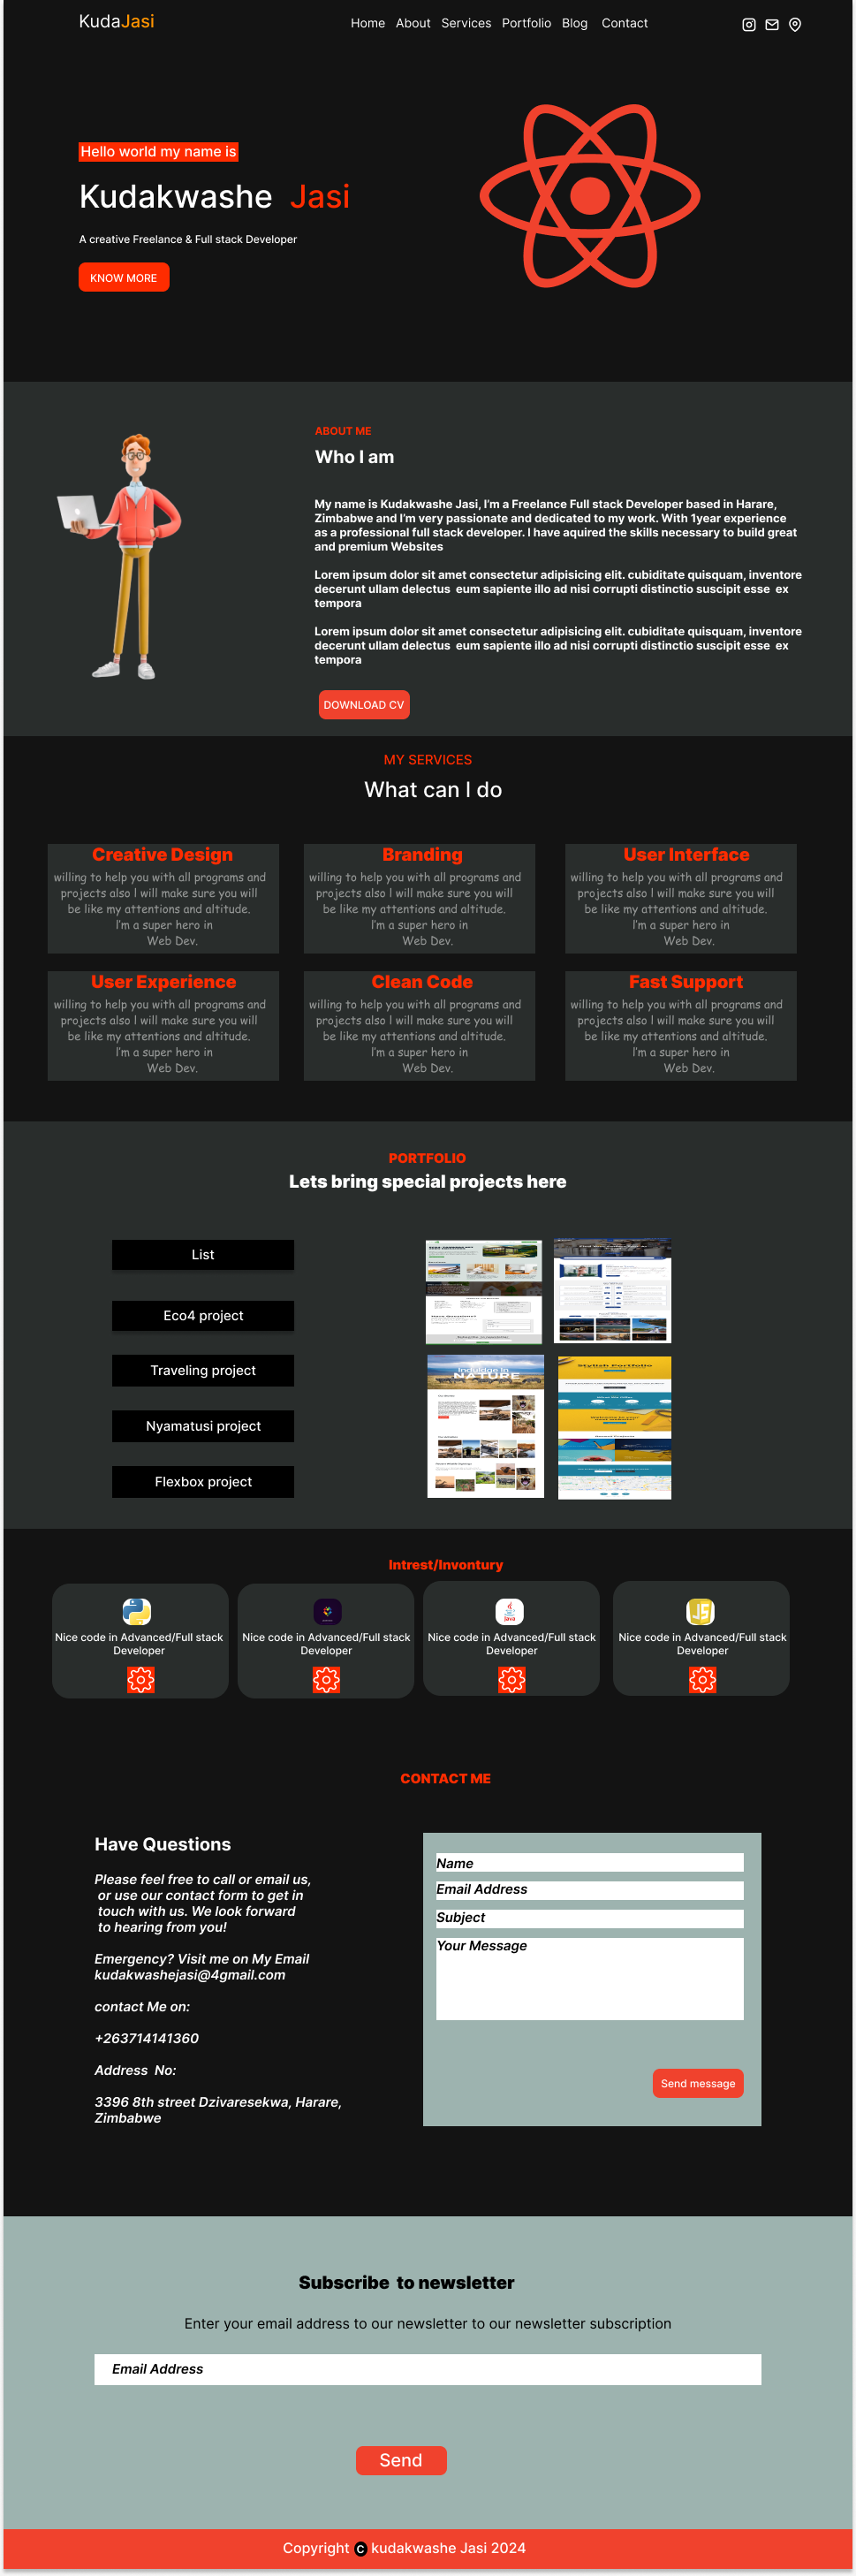 KudaJasi
Home About Services Portfolio Blog Contact
Hello world my name is
Kudakwashe Jasi
A creative Freelance & Full stack Developer
KNOW MORE
ABOUT ME
Who I am
My name is Kudakwashe Jasi, I'm a Freelance Full stack Developer based in Harare,
Zimbabwe and I'm very passionate and dedicated to my work. With 1year experience
as a professional full stack developer. I have aquired the skills necessary to build great
and premium Websites
Lorem ipsum dolor sit amet consectetur adipisicing elit. cubiditate quisquam, inventore
decerunt ullam delectus eum sapiente illo ad nisi corrupti distinctio suscipit esse ex
tempora
Lorem ipsum dolor sit amet consectetur adipisicing elit. cubiditate quisquam, inventore
decerunt ullam delectus eum sapiente illo ad nisi corrupti distinctio suscipit esse ex
tempora
DOWNLOAD CV
MY SERVICES
What can I do
Creative Design
willing to help you with all programs and
projects also I will make sure you will
be like my attentions and altitude.
I'm a super hero in
Web Dev.
Branding
willing to help you with all programs and
projects also I will make sure you will
be like my attentions and altitude.
I'm a super hero in
Web Dev.
User Interface
willing to help you with all programs and
projects also I will make sure you will
be like my attentions and altitude.
I'm a super hero in
Web Dev.
User Experience
willing to help you with all programs and
projects also I will make sure you will
be like my attentions and altitude.
I'm a super hero in
Web Dev.
Clean Code
willing to help you with all programs and
projects also I will make sure you will
be like my attentions and altitude.
I'm a super hero in
Web Dev.
Fast Support
willing to help you with all programs and
projects also I will make sure you will
be like my attentions and altitude.
I'm a super hero in
Web Dev.
PORTFOLIO
Lets bring special projects here
List
Eco4 project
Traveling project
Nyamatusi project
Flexbox project
Indulge In
NATURE
Stylish Portfolio
Intrest/Invontury
Nice code in Advanced/Full stack
Developer
Nice code in Advanced/Full stack
Developer
Java
Nice code in Advanced/Full stack
Developer
JS
Nice code in Advanced/Full stack
Developer
CONTACT ME
Have Questions
Please feel free to call or email us,
or use our contact form to get in
touch with us. We look forward
to hearing from you!
Emergency? Visit me on My Email
kudakwashejasi@4gmail.com
contact Me on:
+263714141360
Address No:
3396 8th street Dzivaresekwa, Harare,
Zimbabwe
Name
Email Address
Subject
Your Message
Send message
Subscribe to newsletter
Enter your email address to our newsletter to our newsletter subscription
Email Address
Send
Copyright C kudakwashe Jasi 2024